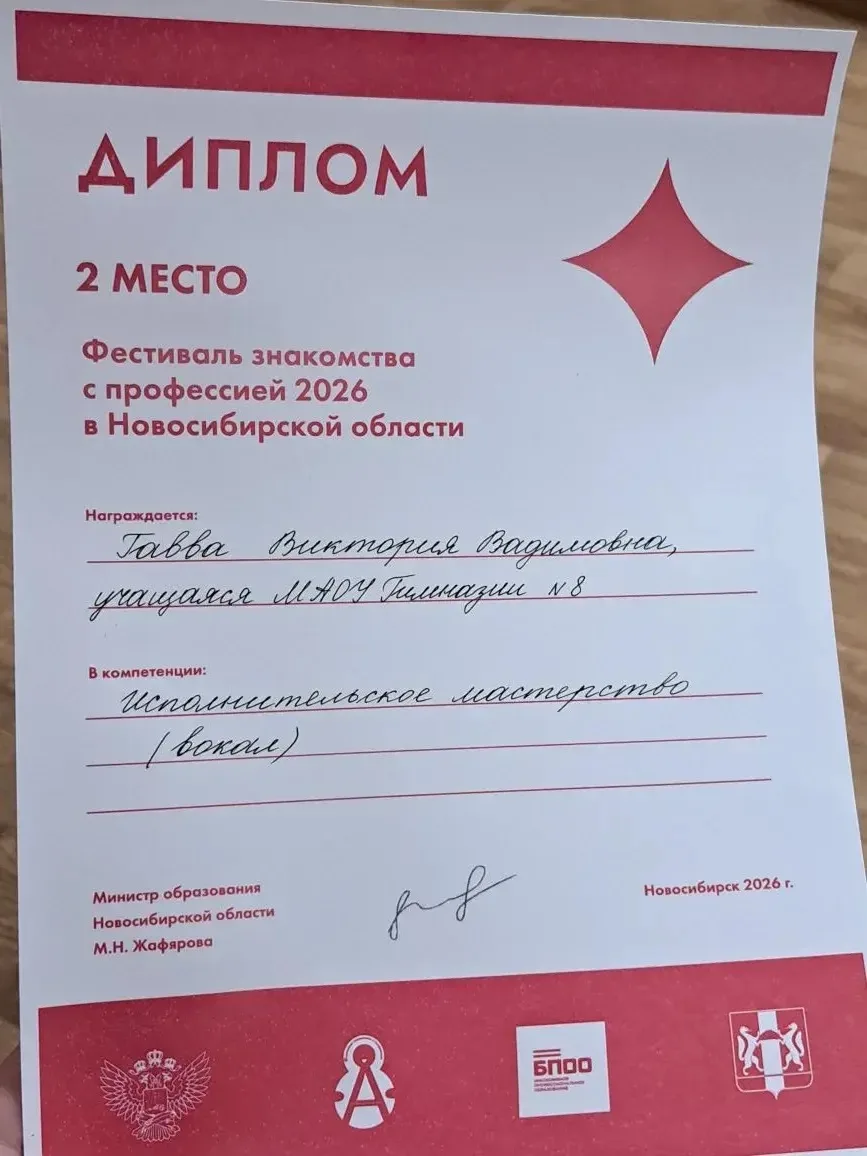 ДИПЛОМ
2 МЕСТО
Фестиваль знакомства
с профессией 2026
в Новосибирской области
Награждается:
Гавва Виктория Вадимовна,
учащаяся МАОУ Гимназии №8
В компетенции:
Исполнительское мастерство
(вокал)
Министр образования
Новосибирской области
М.Н. Жафярова
Новосибирск 2026 г.
БПОО